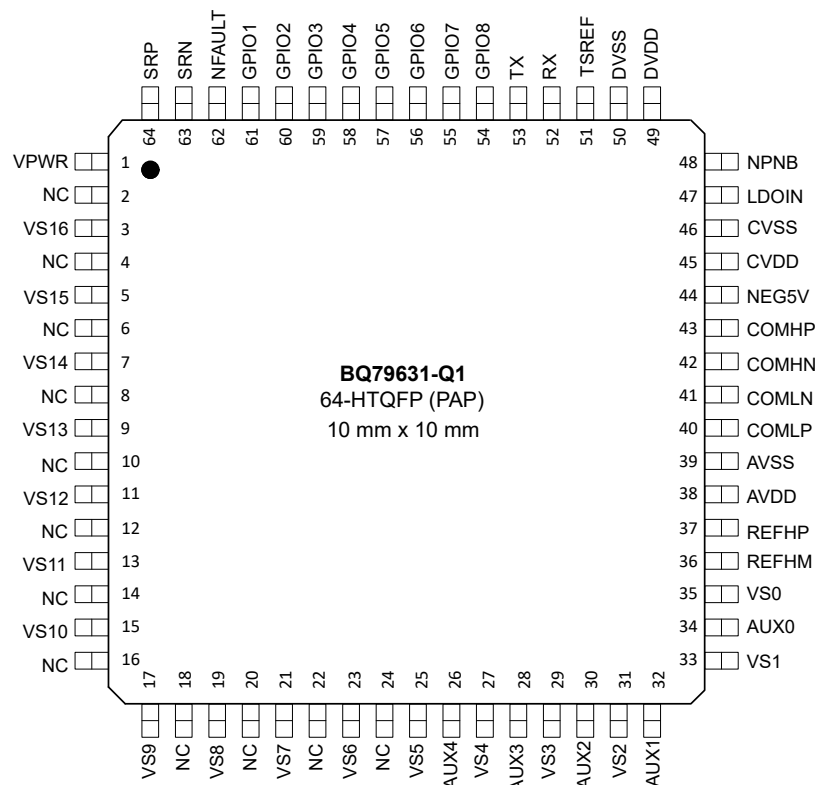 SRP
SRN
NFAULT
GPIO1
GPIO2
GPIO3
GPIO4
GPIO5
GPIO6
GPIO7
GPIO8
TX
RX
TSREF
DVSS
DVDD
64
63
62
61
60
59
58
57
56
55
54
53
52
51
50
49
VPWR 1
NC 2
VS16 3
NC 4
VS15 5
NC 6
VS14 7
NC 8
VS13 9
NC 10
VS12 11
NC 12
VS11 13
NC 14
VS10 15
NC 16
BQ79631-Q1
64-HTQFP (PAP)
10 mm x 10 mm
48 NPNB
47 LDOIN
46 CVSS
45 CVDD
44 NEG5V
43 COMHP
42 COMHN
41 COMLN
40 COMLP
39 AVSS
38 AVDD
37 REFHP
36 REFHM
35 VS0
34 AUX0
33 VS1
17
18
19
20
21
22
23
24
25
26
27
28
29
30
31
32
VS9
NC
VS8
NC
VS7
NC
VS6
NC
VS5
AUX4
VS4
AUX3
VS3
AUX2
VS2
AUX1